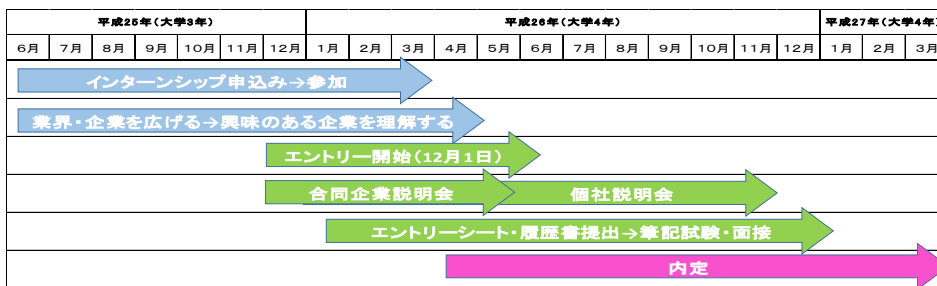 平成25年(大学3年) 平成26年(大学4年) 平成27年(大学4年)
6月 7月 8月 9月 10月 11月 12月 1月 2月 3月 4月 5月 6月 7月 8月 9月 10月 11月 12月 1月 2月 3月
インターンシップ申込み→参加
業界・企業を広げる→興味のある企業を理解する
エントリー開始(12月1日)
合同企業説明会 個社説明会
エントリーシート・履歴書提出→筆記試験・面接
内定